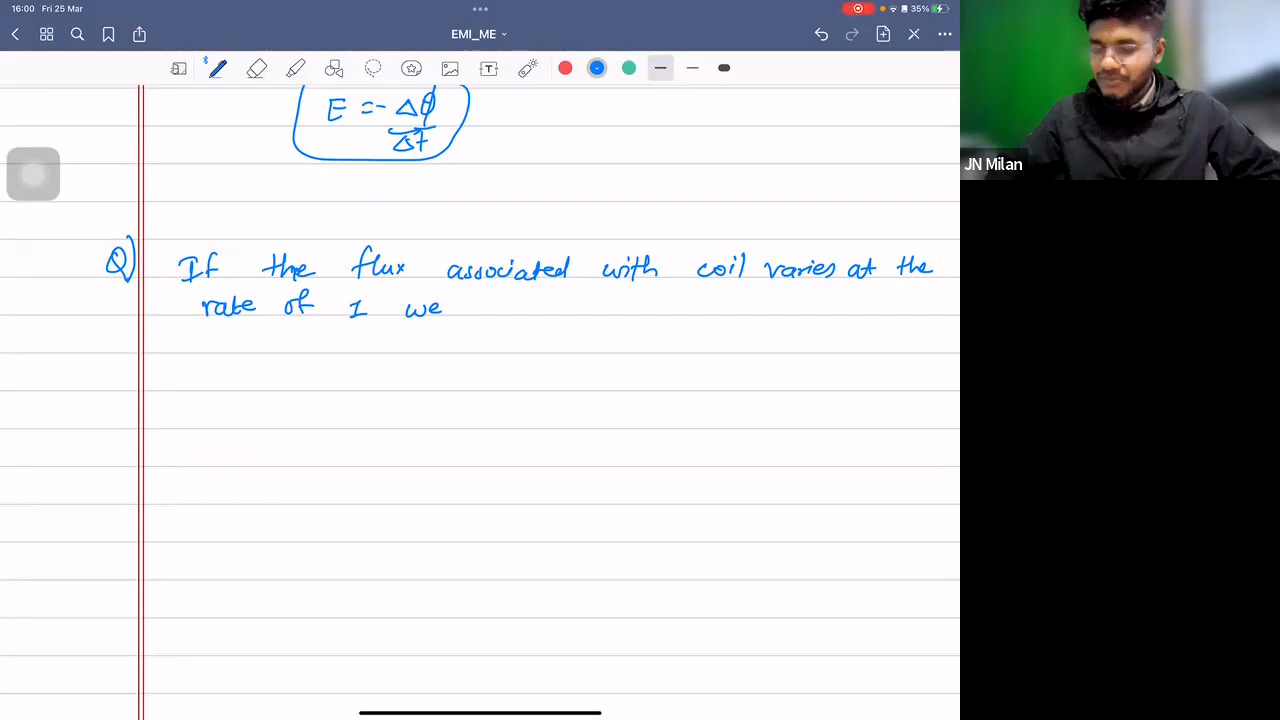 16:00 Fri 25 Mar
35%
EMI_ME
E = - Δϕ
Δt
Q) If the flux associated with coil varies at the
rate of 1 we
JN Milan